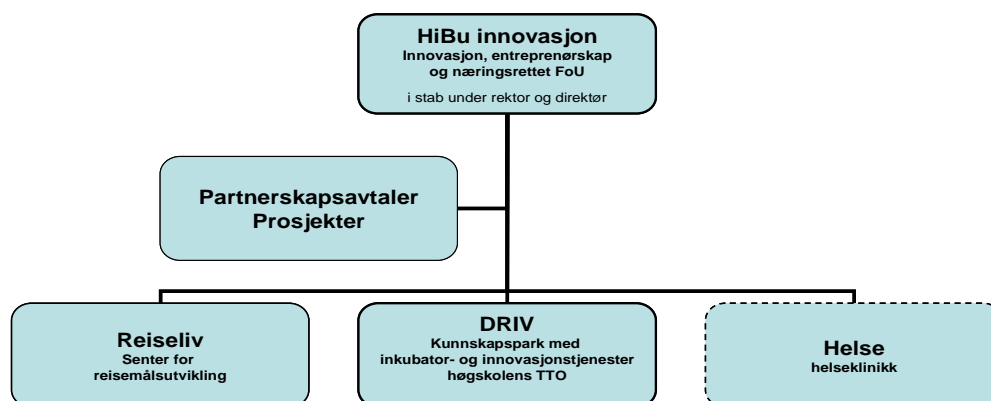 HiBu innovasjon
Innovasjon, entreprenørskap
og næringsrettet FoU
i stab under rektor og direktør
Partnerskapsavtaler
Prosjekter
Reiseliv
Senter for
reisemålsutvikling
DRIV
Kunnskapspark med
inkubator- og innovasjonstjenester
høgskolens TTO
Helse
helseklinikk